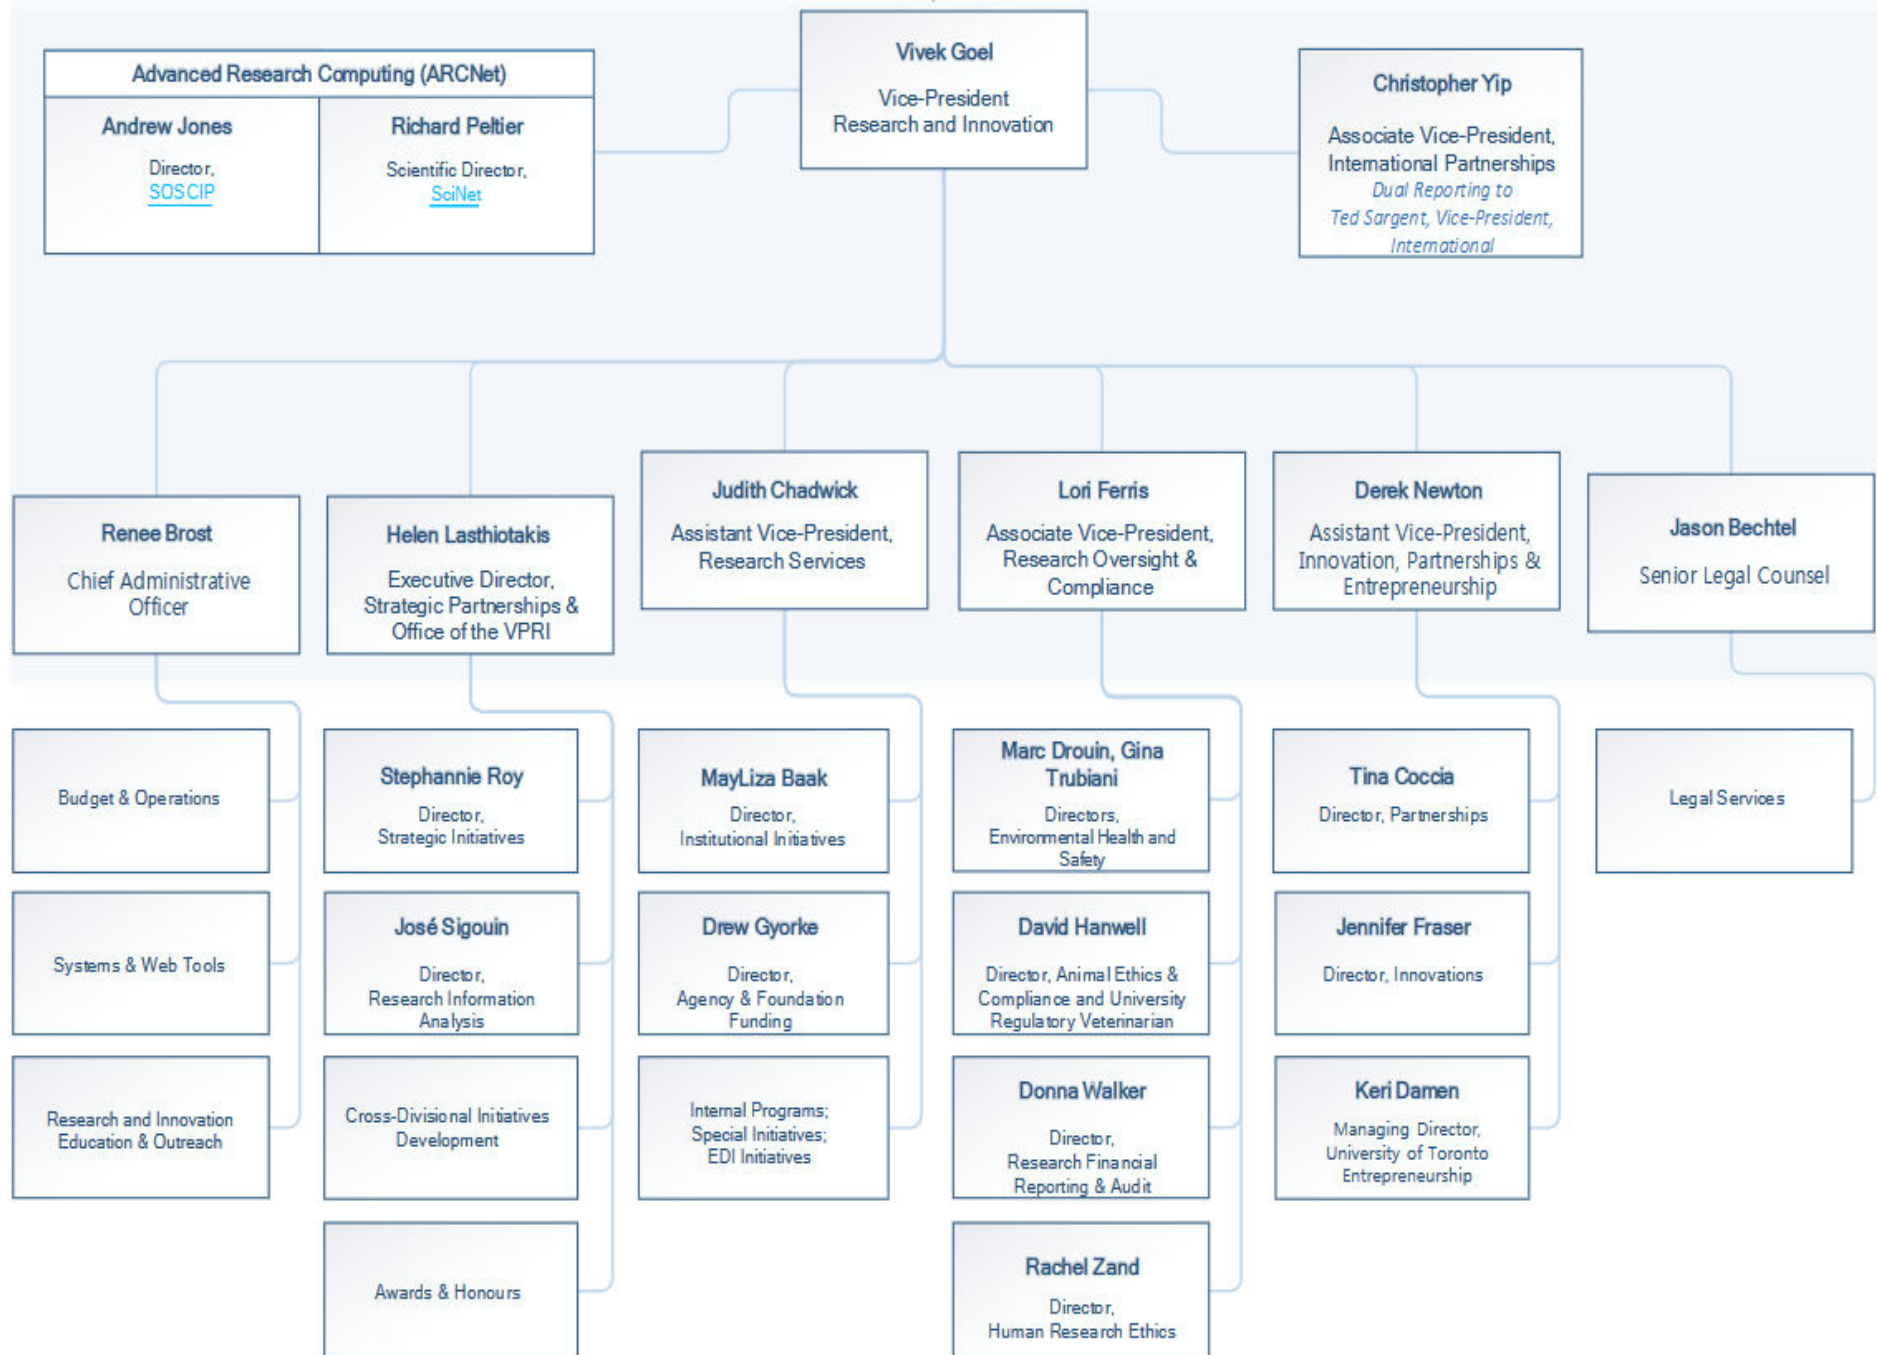 Vivek Goel
Vice-President
Research and Innovation
Advanced Research Computing (ARCNet)
Andrew Jones
Director,
SOSCIP
Richard Peltier
Scientific Director,
SciNet
Christopher Yip
Associate Vice-President,
International Partnerships
Dual Reporting to
Ted Sargent, Vice-President,
International
Renee Brost
Chief Administrative
Officer
Helen Lasthiotakis
Executive Director,
Strategic Partnerships &
Office of the VPRI
Judith Chadwick
Assistant Vice-President,
Research Services
Lori Ferris
Associate Vice-President,
Research Oversight &
Compliance
Derek Newton
Assistant Vice-President,
Innovation, Partnerships &
Entrepreneurship
Jason Bechtel
Senior Legal Counsel
Budget & Operations
Systems & Web Tools
Research and Innovation
Education & Outreach
Stephannie Roy
Director,
Strategic Initiatives
José Sigouin
Director,
Research Information
Analysis
Cross-Divisional Initiatives
Development
Awards & Honours
MayLiza Baak
Director,
Institutional Initiatives
Drew Gyorke
Director,
Agency & Foundation
Funding
Internal Programs;
Special Initiatives;
EDI Initiatives
Marc Drouin, Gina
Trubiani
Directors,
Environmental Health and
Safety
David Hanwell
Director, Animal Ethics &
Compliance and University
Regulatory Veterinarian
Donna Walker
Director,
Research Financial
Reporting & Audit
Rachel Zand
Director,
Human Research Ethics
Tina Coccia
Director, Partnerships
Jennifer Fraser
Director, Innovations
Keri Damen
Managing Director,
University of Toronto
Entrepreneurship
Legal Services